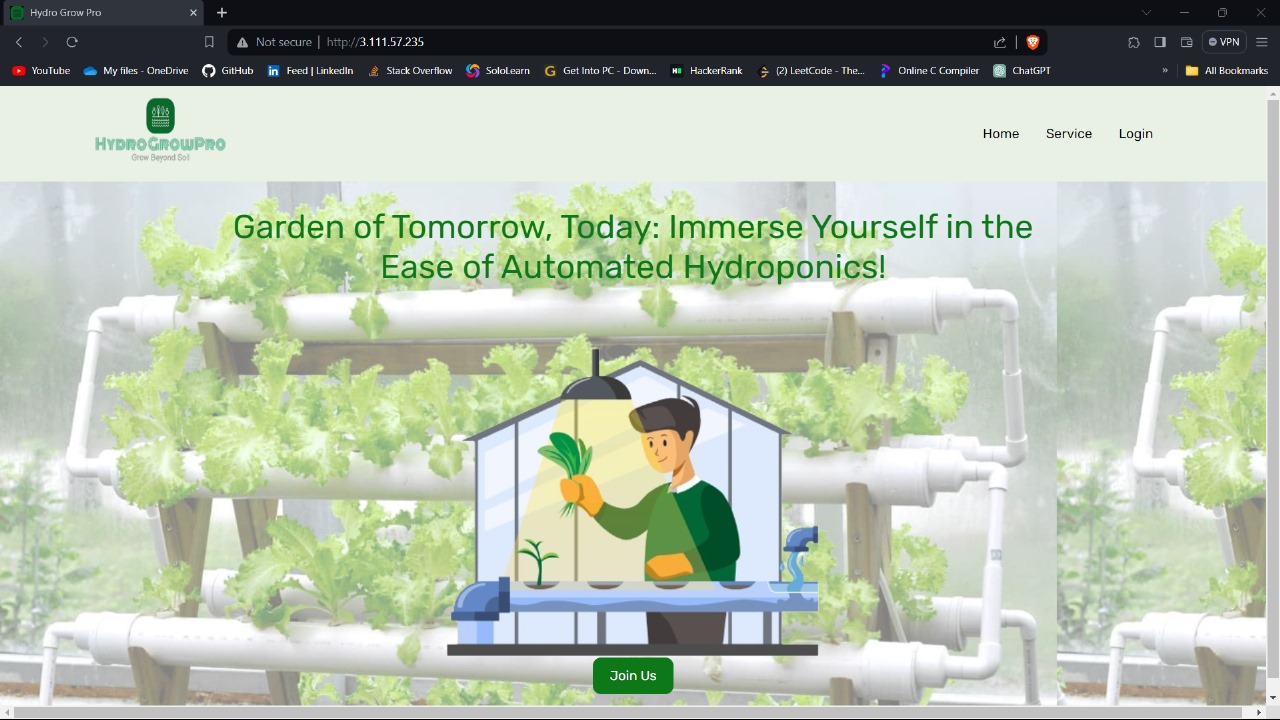 Hydro Grow Pro
Not secure
http://3.111.57.235
VPN
YouTube
My files - OneDrive
GitHub
Feed | LinkedIn
Stack Overflow
SoloLearn
Get Into PC - Down...
HackerRank
(2) LeetCode - The...
Online C Compiler
ChatGPT
»
All Bookmarks
HYDROGROWPRO
Grow Beyond Soil
Home
Service
Login
Garden of Tomorrow, Today: Immerse Yourself in the
Ease of Automated Hydroponics!
Join Us